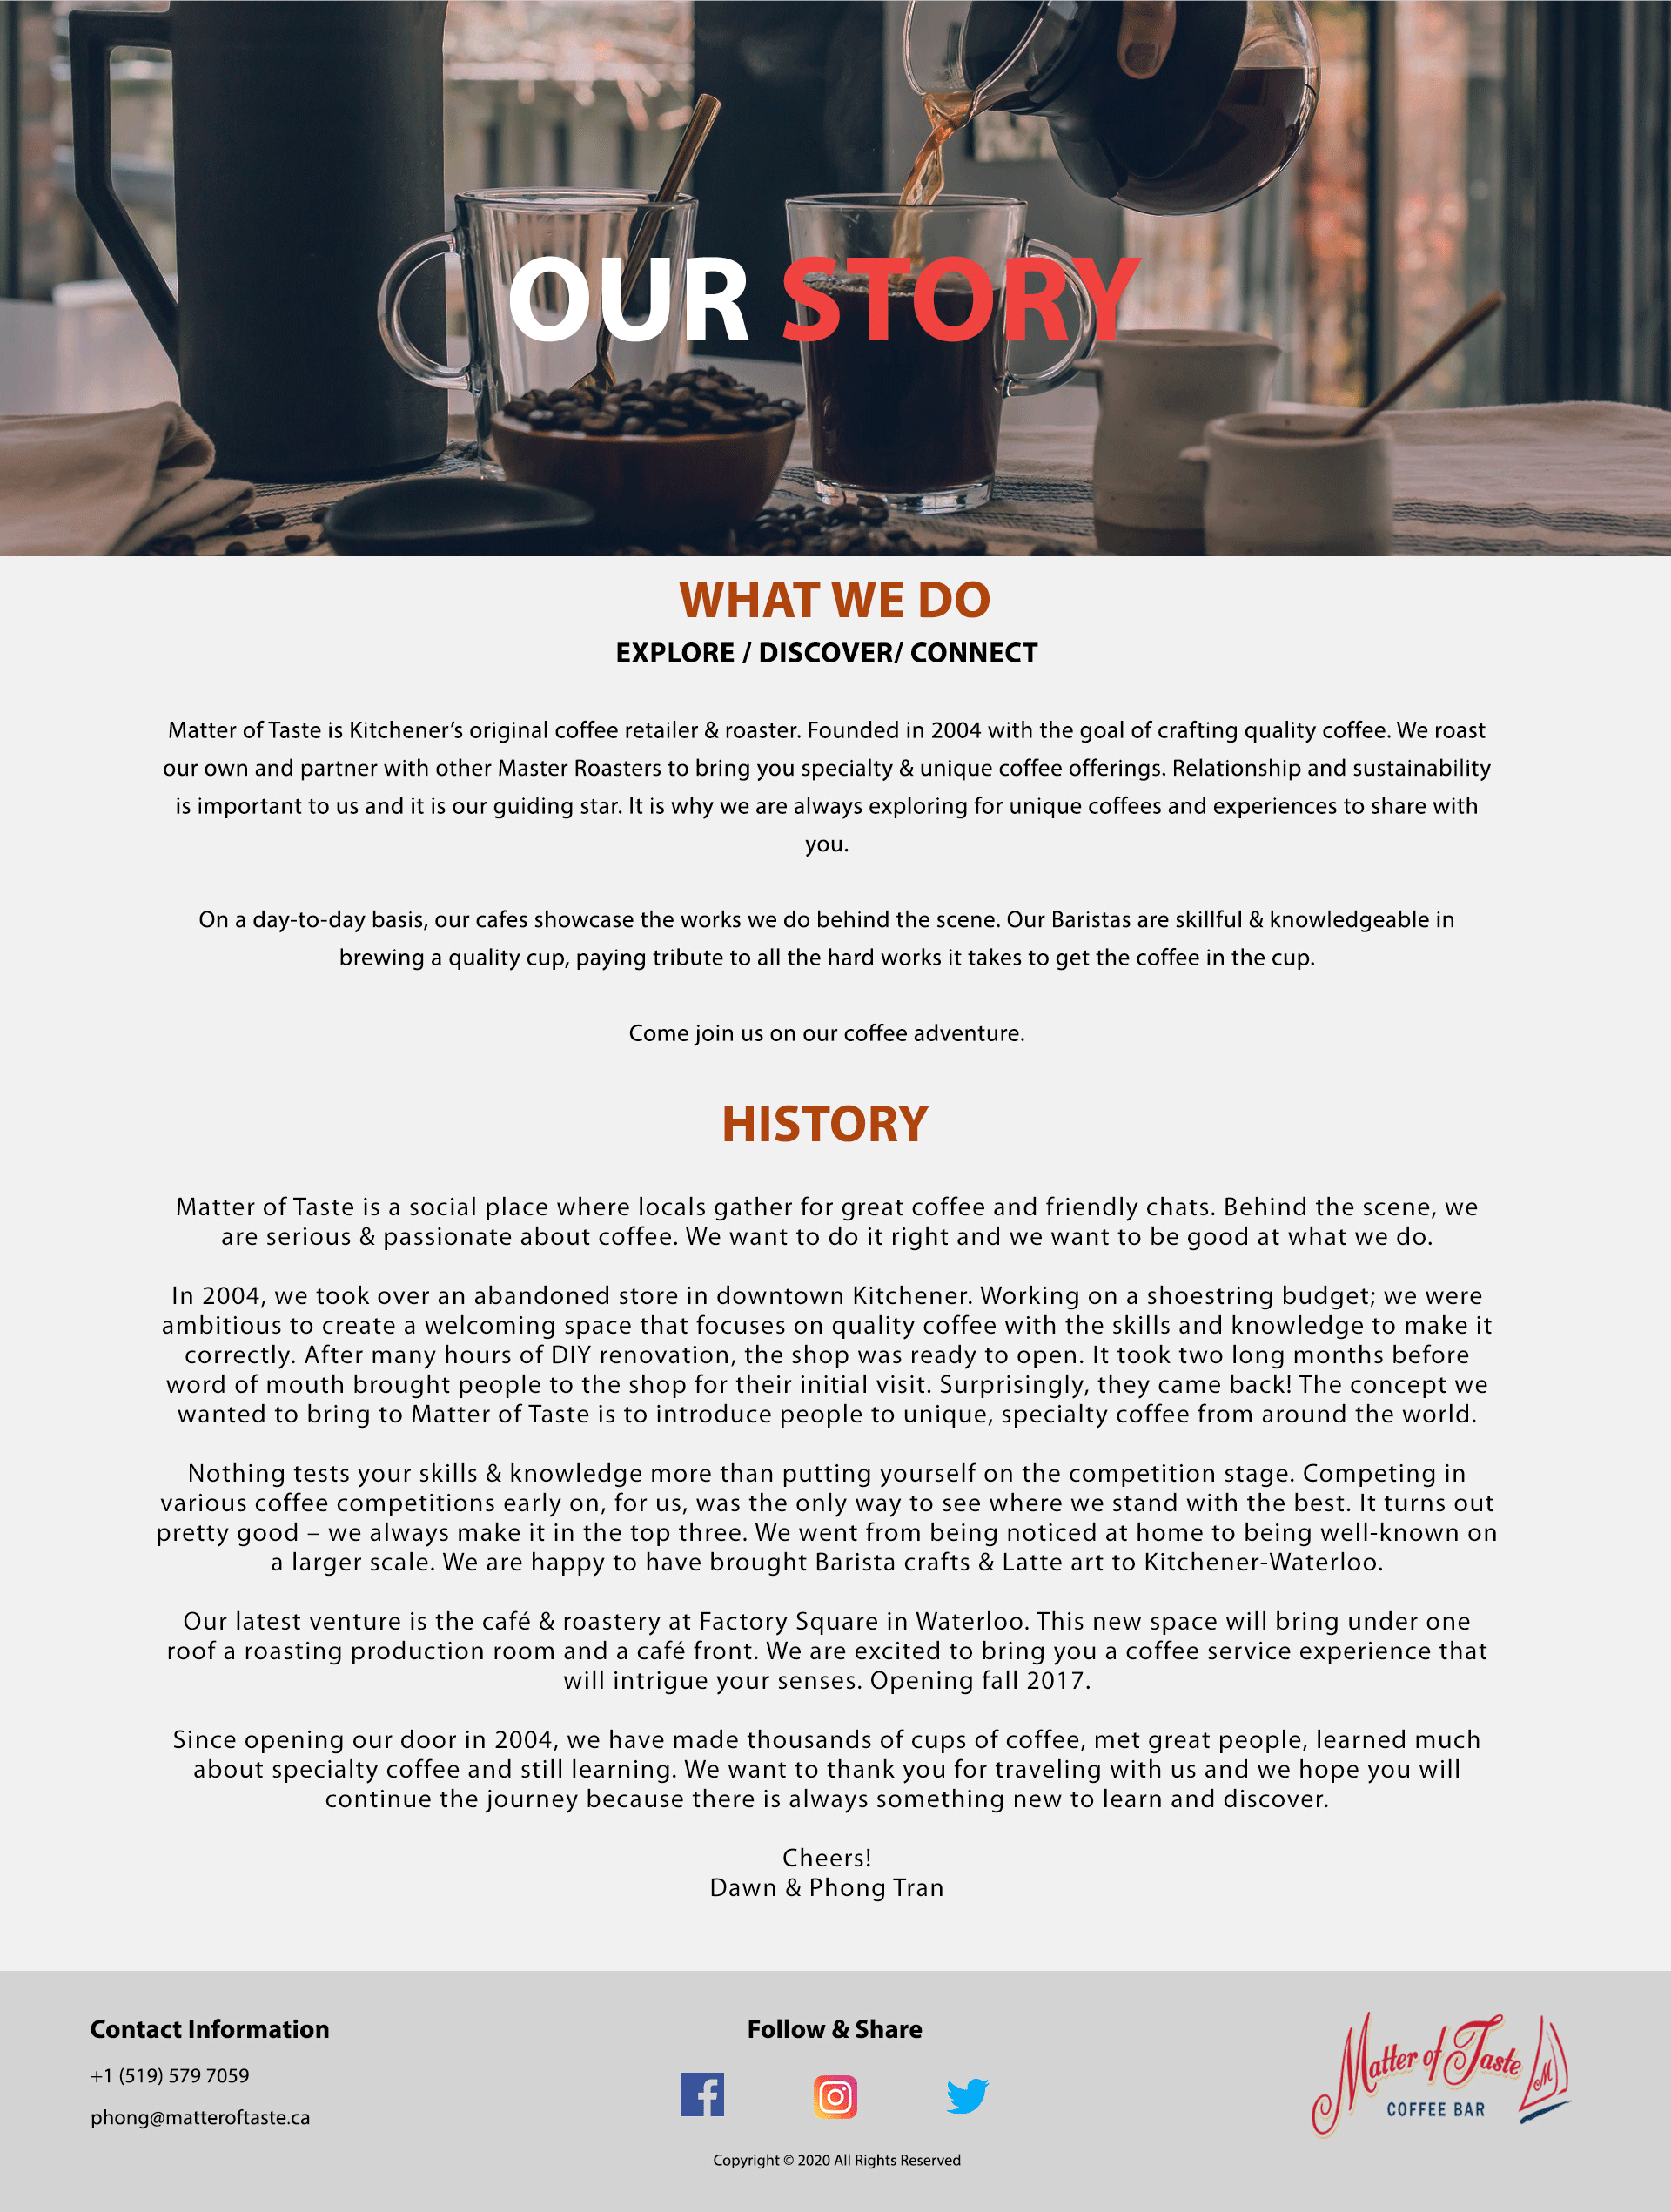 OUR STORY
WHAT WE DO
EXPLORE / DISCOVER/ CONNECT
Matter of Taste is Kitchener’s original coffee retailer & roaster. Founded in 2004 with the goal of crafting quality coffee. We roast
our own and partner with other Master Roasters to bring you specialty & unique coffee offerings. Relationship and sustainability
is important to us and it is our guiding star. It is why we are always exploring for unique coffees and experiences to share with
you.
On a day-to-day basis, our cafes showcase the works we do behind the scene. Our Baristas are skillful & knowledgeable in
brewing a quality cup, paying tribute to all the hard works it takes to get the coffee in the cup.
Come join us on our coffee adventure.
HISTORY
Matter of Taste is a social place where locals gather for great coffee and friendly chats. Behind the scene, we
are serious & passionate about coffee. We want to do it right and we want to be good at what we do.
In 2004, we took over an abandoned store in downtown Kitchener. Working on a shoestring budget; we were
ambitious to create a welcoming space that focuses on quality coffee with the skills and knowledge to make it
correctly. After many hours of DIY renovation, the shop was ready to open. It took two long months before
word of mouth brought people to the shop for their initial visit. Surprisingly, they came back! The concept we
wanted to bring to Matter of Taste is to introduce people to unique, specialty coffee from around the world.
Nothing tests your skills & knowledge more than putting yourself on the competition stage. Competing in
various coffee competitions early on, for us, was the only way to see where we stand with the best. It turns out
pretty good – we always make it in the top three. We went from being noticed at home to being well-known on
a larger scale. We are happy to have brought Barista crafts & Latte art to Kitchener-Waterloo.
Our latest venture is the café & roastery at Factory Square in Waterloo. This new space will bring under one
roof a roasting production room and a café front. We are excited to bring you a coffee service experience that
will intrigue your senses. Opening fall 2017.
Since opening our door in 2004, we have made thousands of cups of coffee, met great people, learned much
about specialty coffee and still learning. We want to thank you for traveling with us and we hope you will
continue the journey because there is always something new to learn and discover.
Cheers!
Dawn & Phong Tran
Contact Information
+1 (519) 579 7059
phong@matteroftaste.ca
Follow & Share
Copyright © 2020 All Rights Reserved
Matter of Taste
M
COFFEE BAR